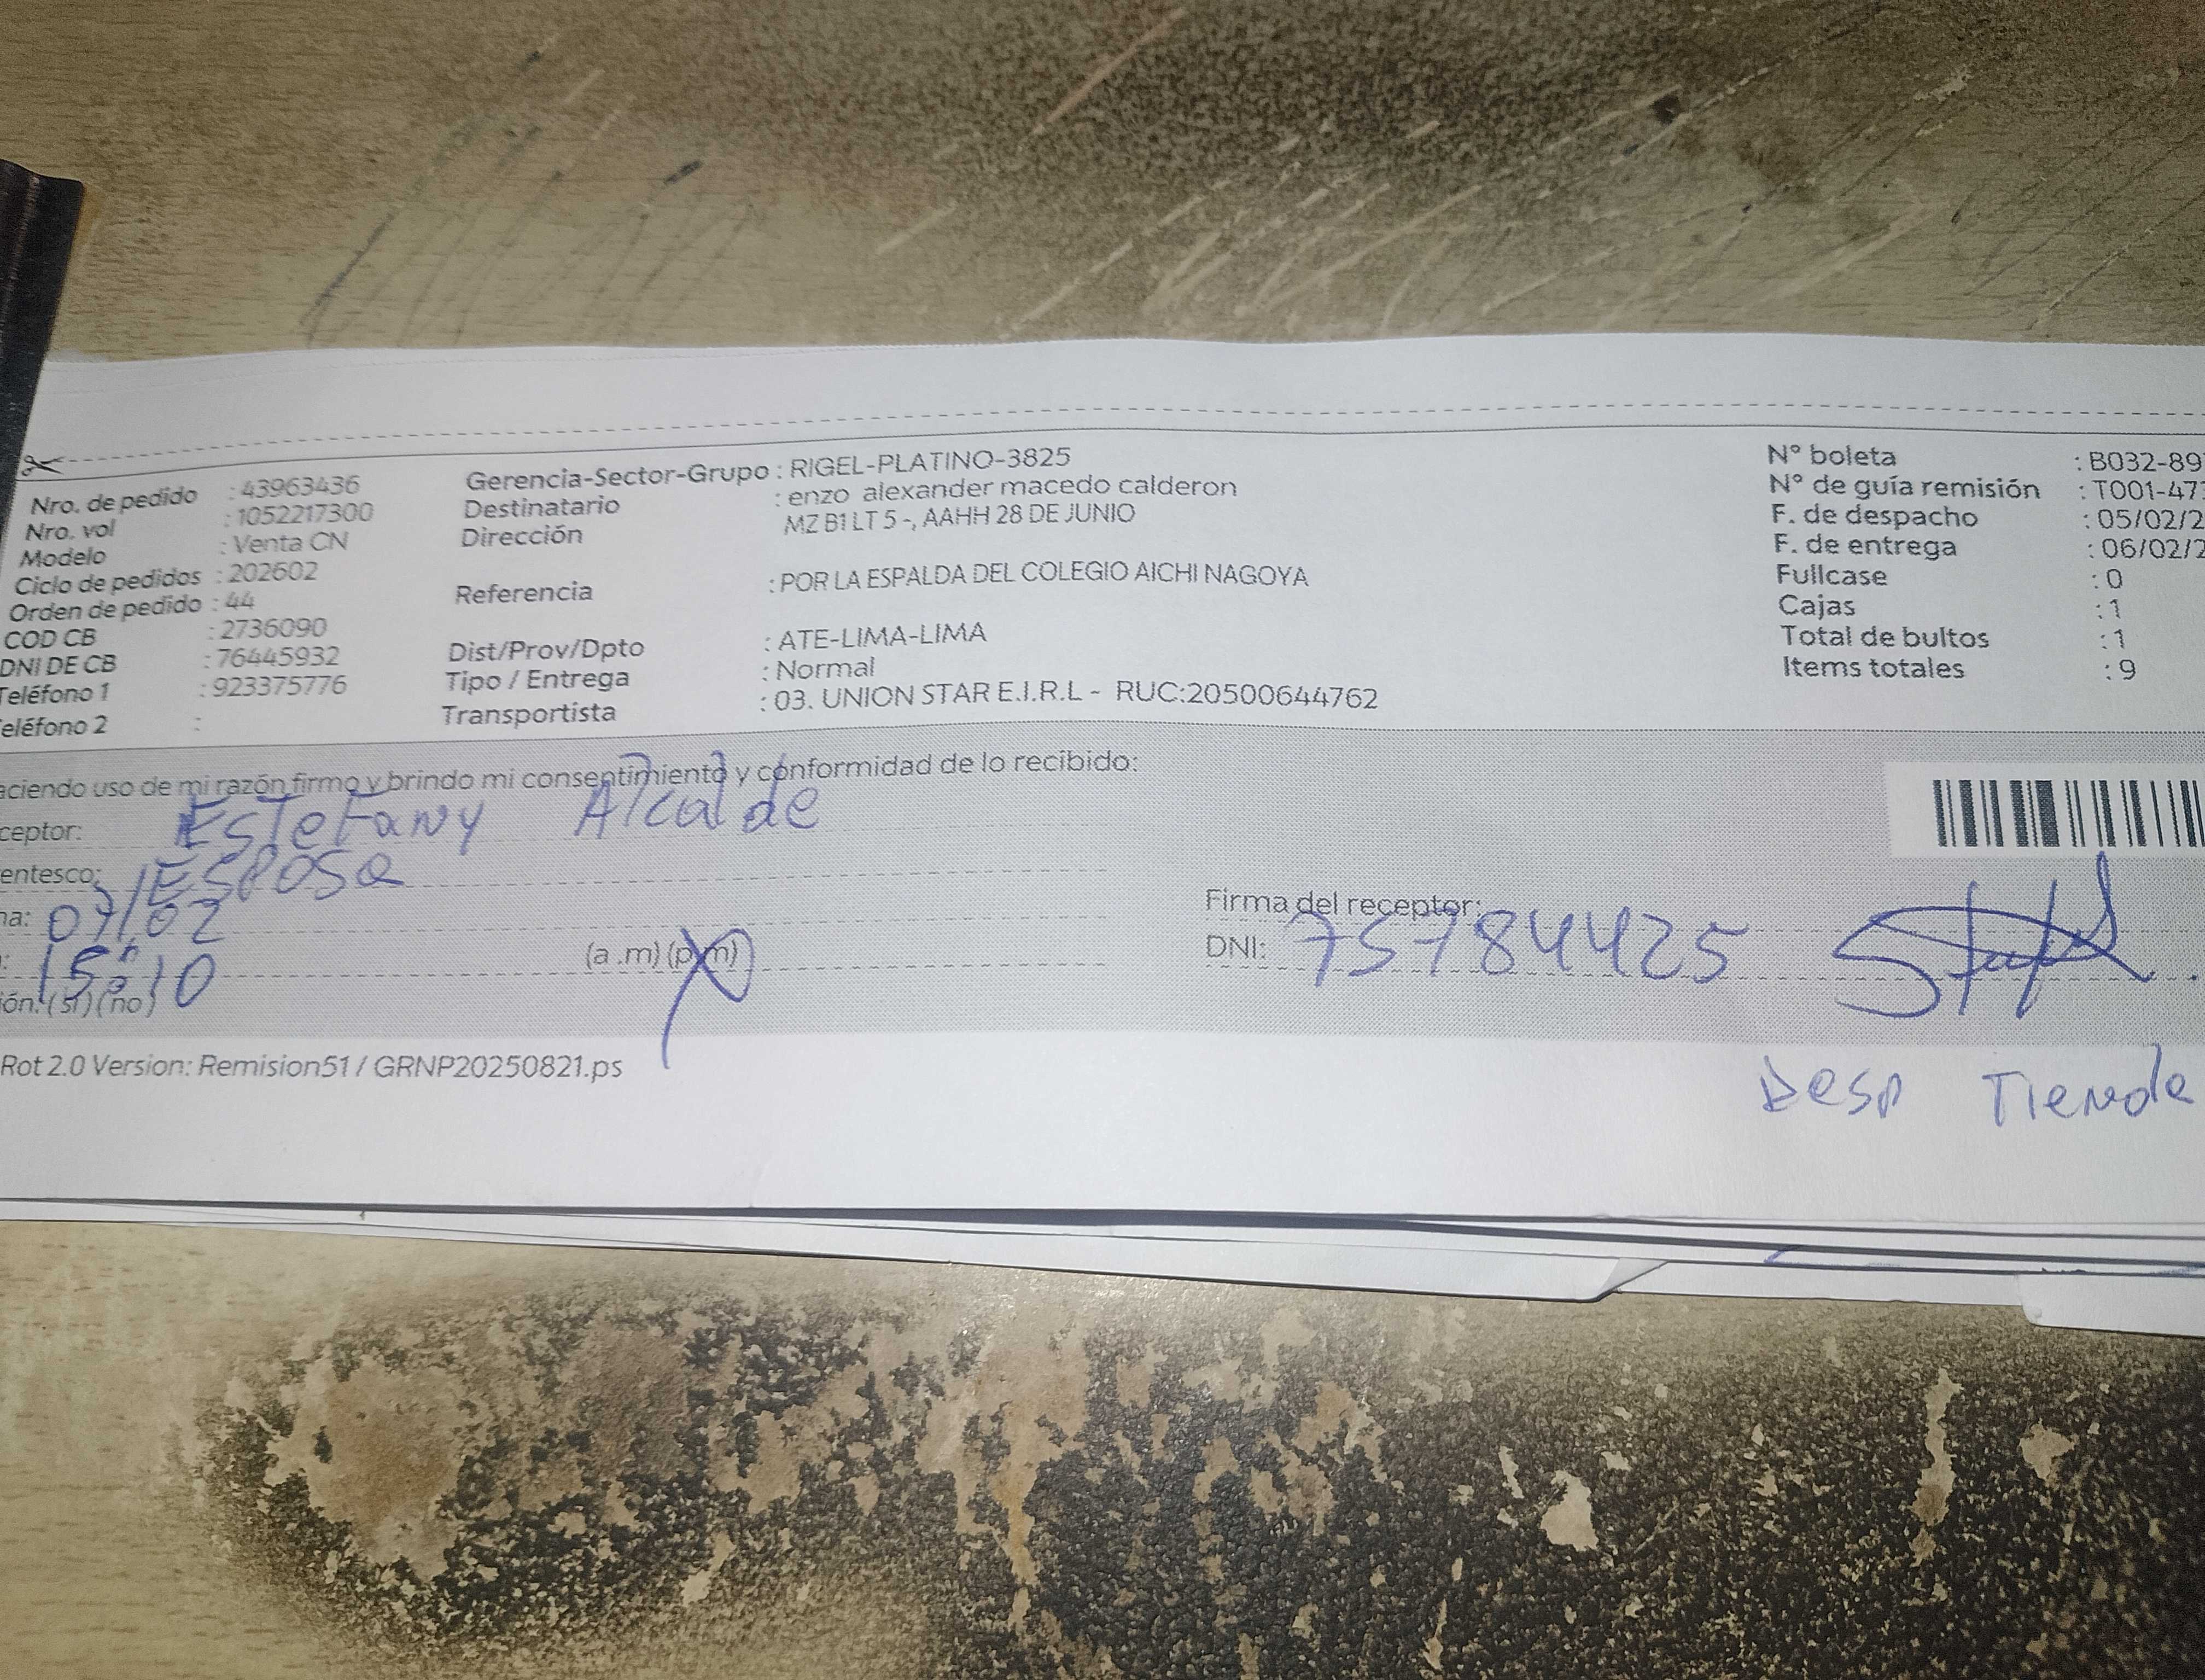 Nro. de pedido : 43963436
Nro. vol : 1052217300
Modelo : Venta CN
Ciclo de pedidos : 202602
Orden de pedido : 44
COD CB : 2736090
DNI DE CB : 76445932
Teléfono 1 : 923375776
eléfono 2 :
Gerencia-Sector-Grupo : RIGEL-PLATINO-3825
Destinatario : enzo alexander macedo calderon
Dirección MZ B1 LT 5 -, AAHH 28 DE JUNIO
Referencia : POR LA ESPALDA DEL COLEGIO AICHI NAGOYA
Dist/Prov/Dpto : ATE-LIMA-LIMA
Tipo / Entrega : Normal
Transportista : 03. UNION STAR E.I.R.L - RUC:20500644762
N° boleta : B032-89
N° de guía remisión : T001-47
F. de despacho : 05/02/2
F. de entrega : 06/02/2
Fullcase : 0
Cajas : 1
Total de bultos : 1
Items totales : 9
aciendo uso de mi razón firmo y brindo mi consentimiento y conformidad de lo recibido:
ceptor: Estefany Alcalde
entesco: Esposa
na: 07/02
: 15:10 (a .m) (p.m)
ión. (si) (no)
Firma del receptor:
DNI: 75784425
Rot 2.0 Version: Remision51 / GRNP20250821.ps
Desp Tienda